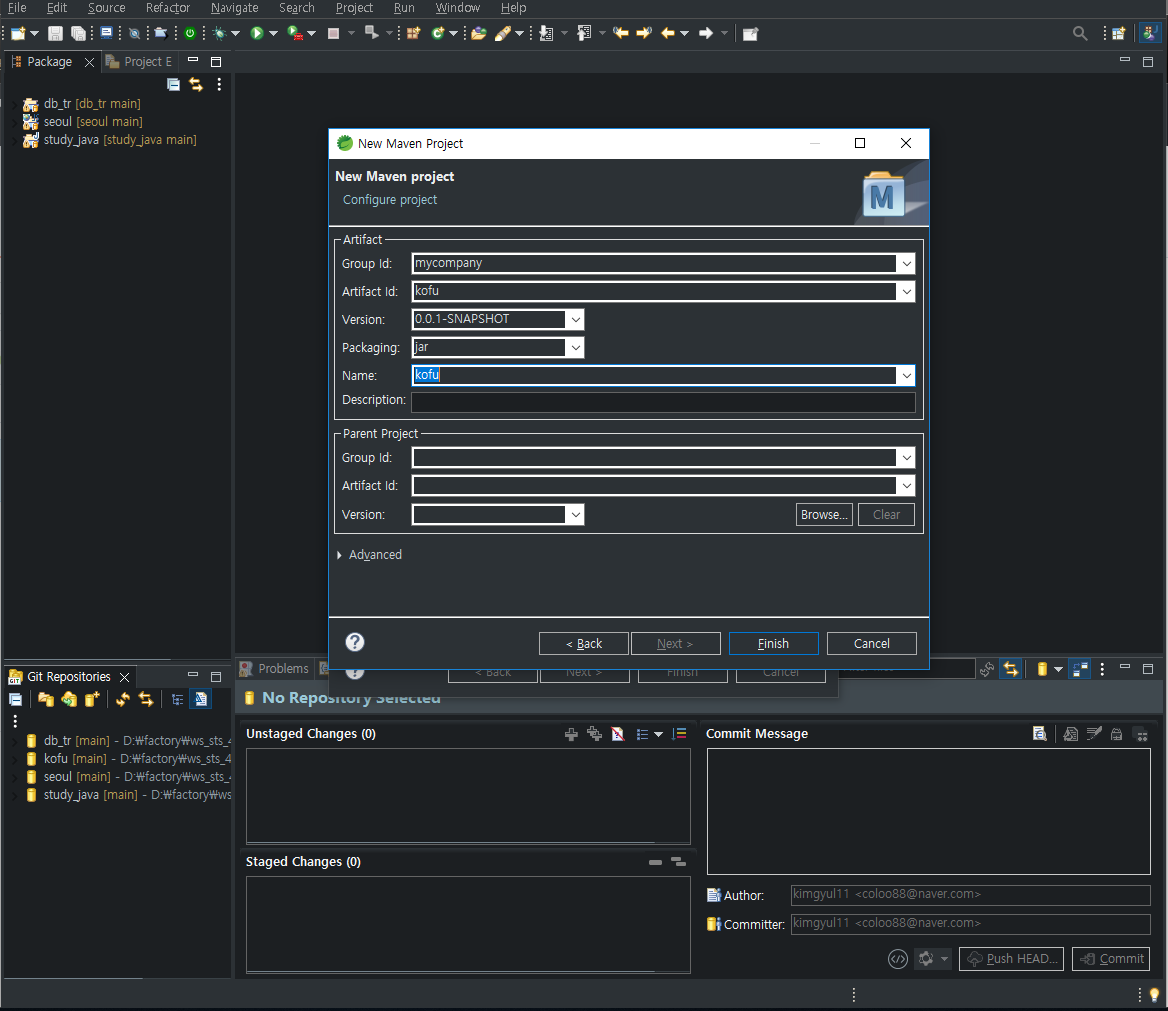 File Edit Source Refactor Navigate Search Project Run Window Help
Package Project E
db_tr [db_tr main]
seoul [seoul main]
study_java [study_java main]
New Maven Project
New Maven project
Configure project
M
Artifact
Group Id: mycompany
Artifact Id: kofu
Version: 0.0.1-SNAPSHOT
Packaging: jar
Name: kofu
Description:
Parent Project
Group Id:
Artifact Id:
Version: Browse... Clear
Advanced
< Back Next > Finish Cancel
< Back Next > Finish Cancel
Git Repositories
db_tr [main] - D:₩factory₩ws_sts_4
kofu [main] - D:₩factory₩ws_sts_4
seoul [main] - D:₩factory₩ws_sts_4
study_java [main] - D:₩factory₩ws
Problems
No Repository Selected
Unstaged Changes (0)
Staged Changes (0)
Commit Message
Author: kimgyul11 <coloo88@naver.com>
Committer: kimgyul11 <coloo88@naver.com>
Push HEAD... Commit